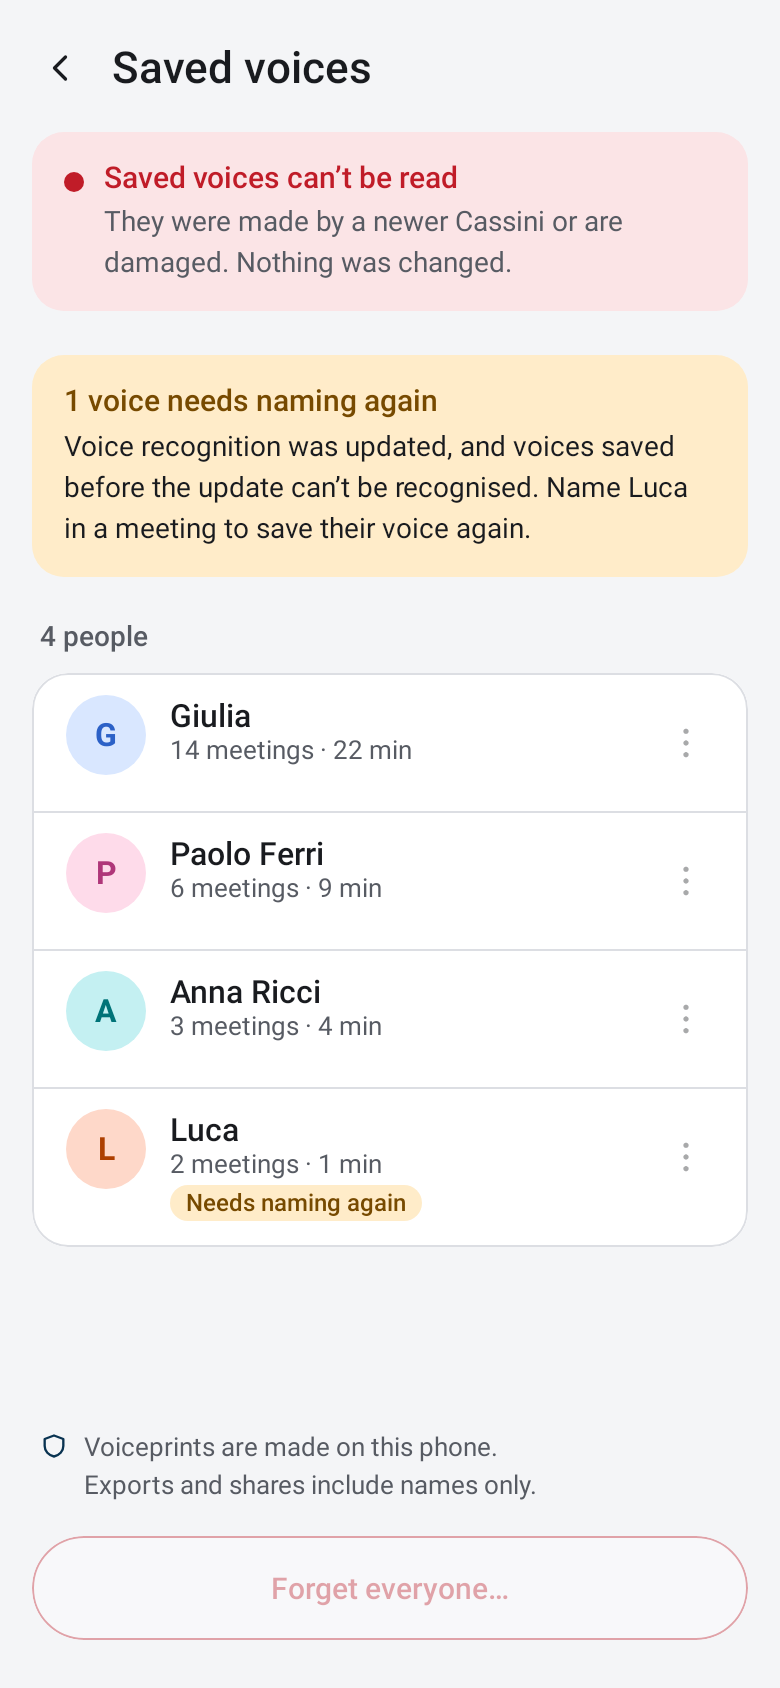 Saved voices
Saved voices can’t be read
They were made by a newer Cassini or are
damaged. Nothing was changed.
1 voice needs naming again
Voice recognition was updated, and voices saved
before the update can’t be recognised. Name Luca
in a meeting to save their voice again.
4 people
G
Giulia
14 meetings · 22 min
P
Paolo Ferri
6 meetings · 9 min
A
Anna Ricci
3 meetings · 4 min
L
Luca
2 meetings · 1 min
Needs naming again
Voiceprints are made on this phone.
Exports and shares include names only.
Forget everyone…